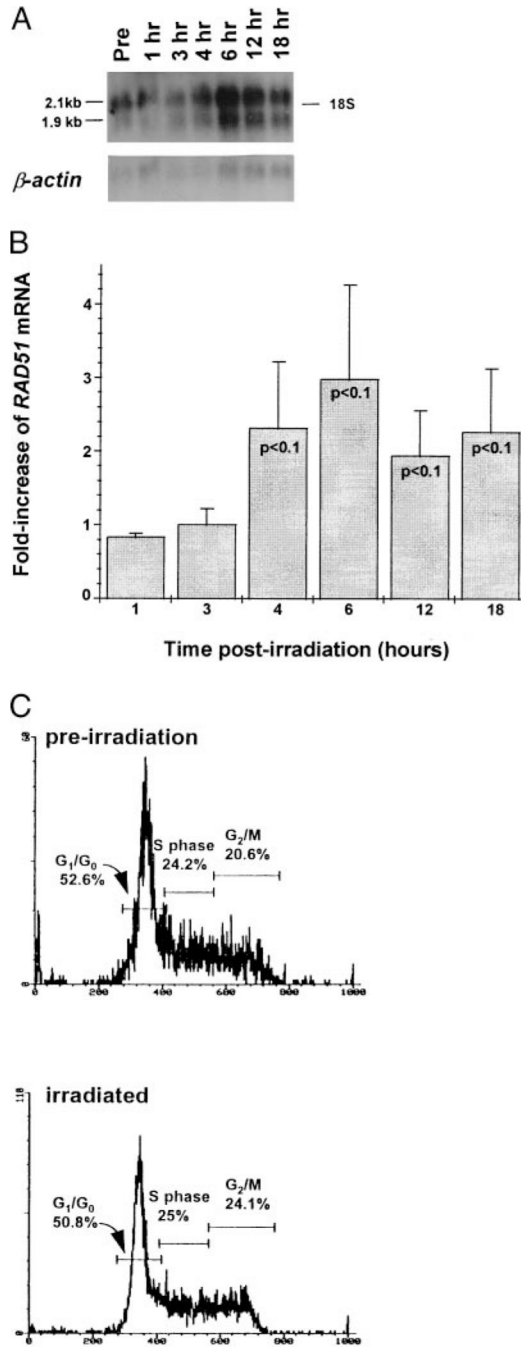 A
Pre 1 hr 3 hr 4 hr 6 hr 12 hr 18 hr
2.1kb
18S
1.9 kb
β-actin
B
Fold-increase of RAD51 mRNA
4
3
2
1
0
p<0.1 p<0.1 p<0.1 p<0.1
1 3 4 6 12 18
Time post-irradiation (hours)
C
pre-irradiation
G1/G0
52.6%
S phase
24.2%
G2/M
20.6%
0
0 200 400 600 800 1000
irradiated
110
G1/G0
50.8%
S phase
25%
G2/M
24.1%
0
0 200 400 600 800 1000